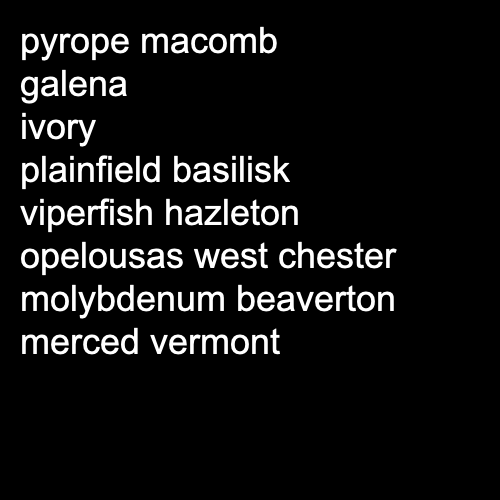 pyrope macomb
galena
ivory
plainfield basilisk
viperfish hazleton
opelousas west chester
molybdenum beaverton
merced vermont